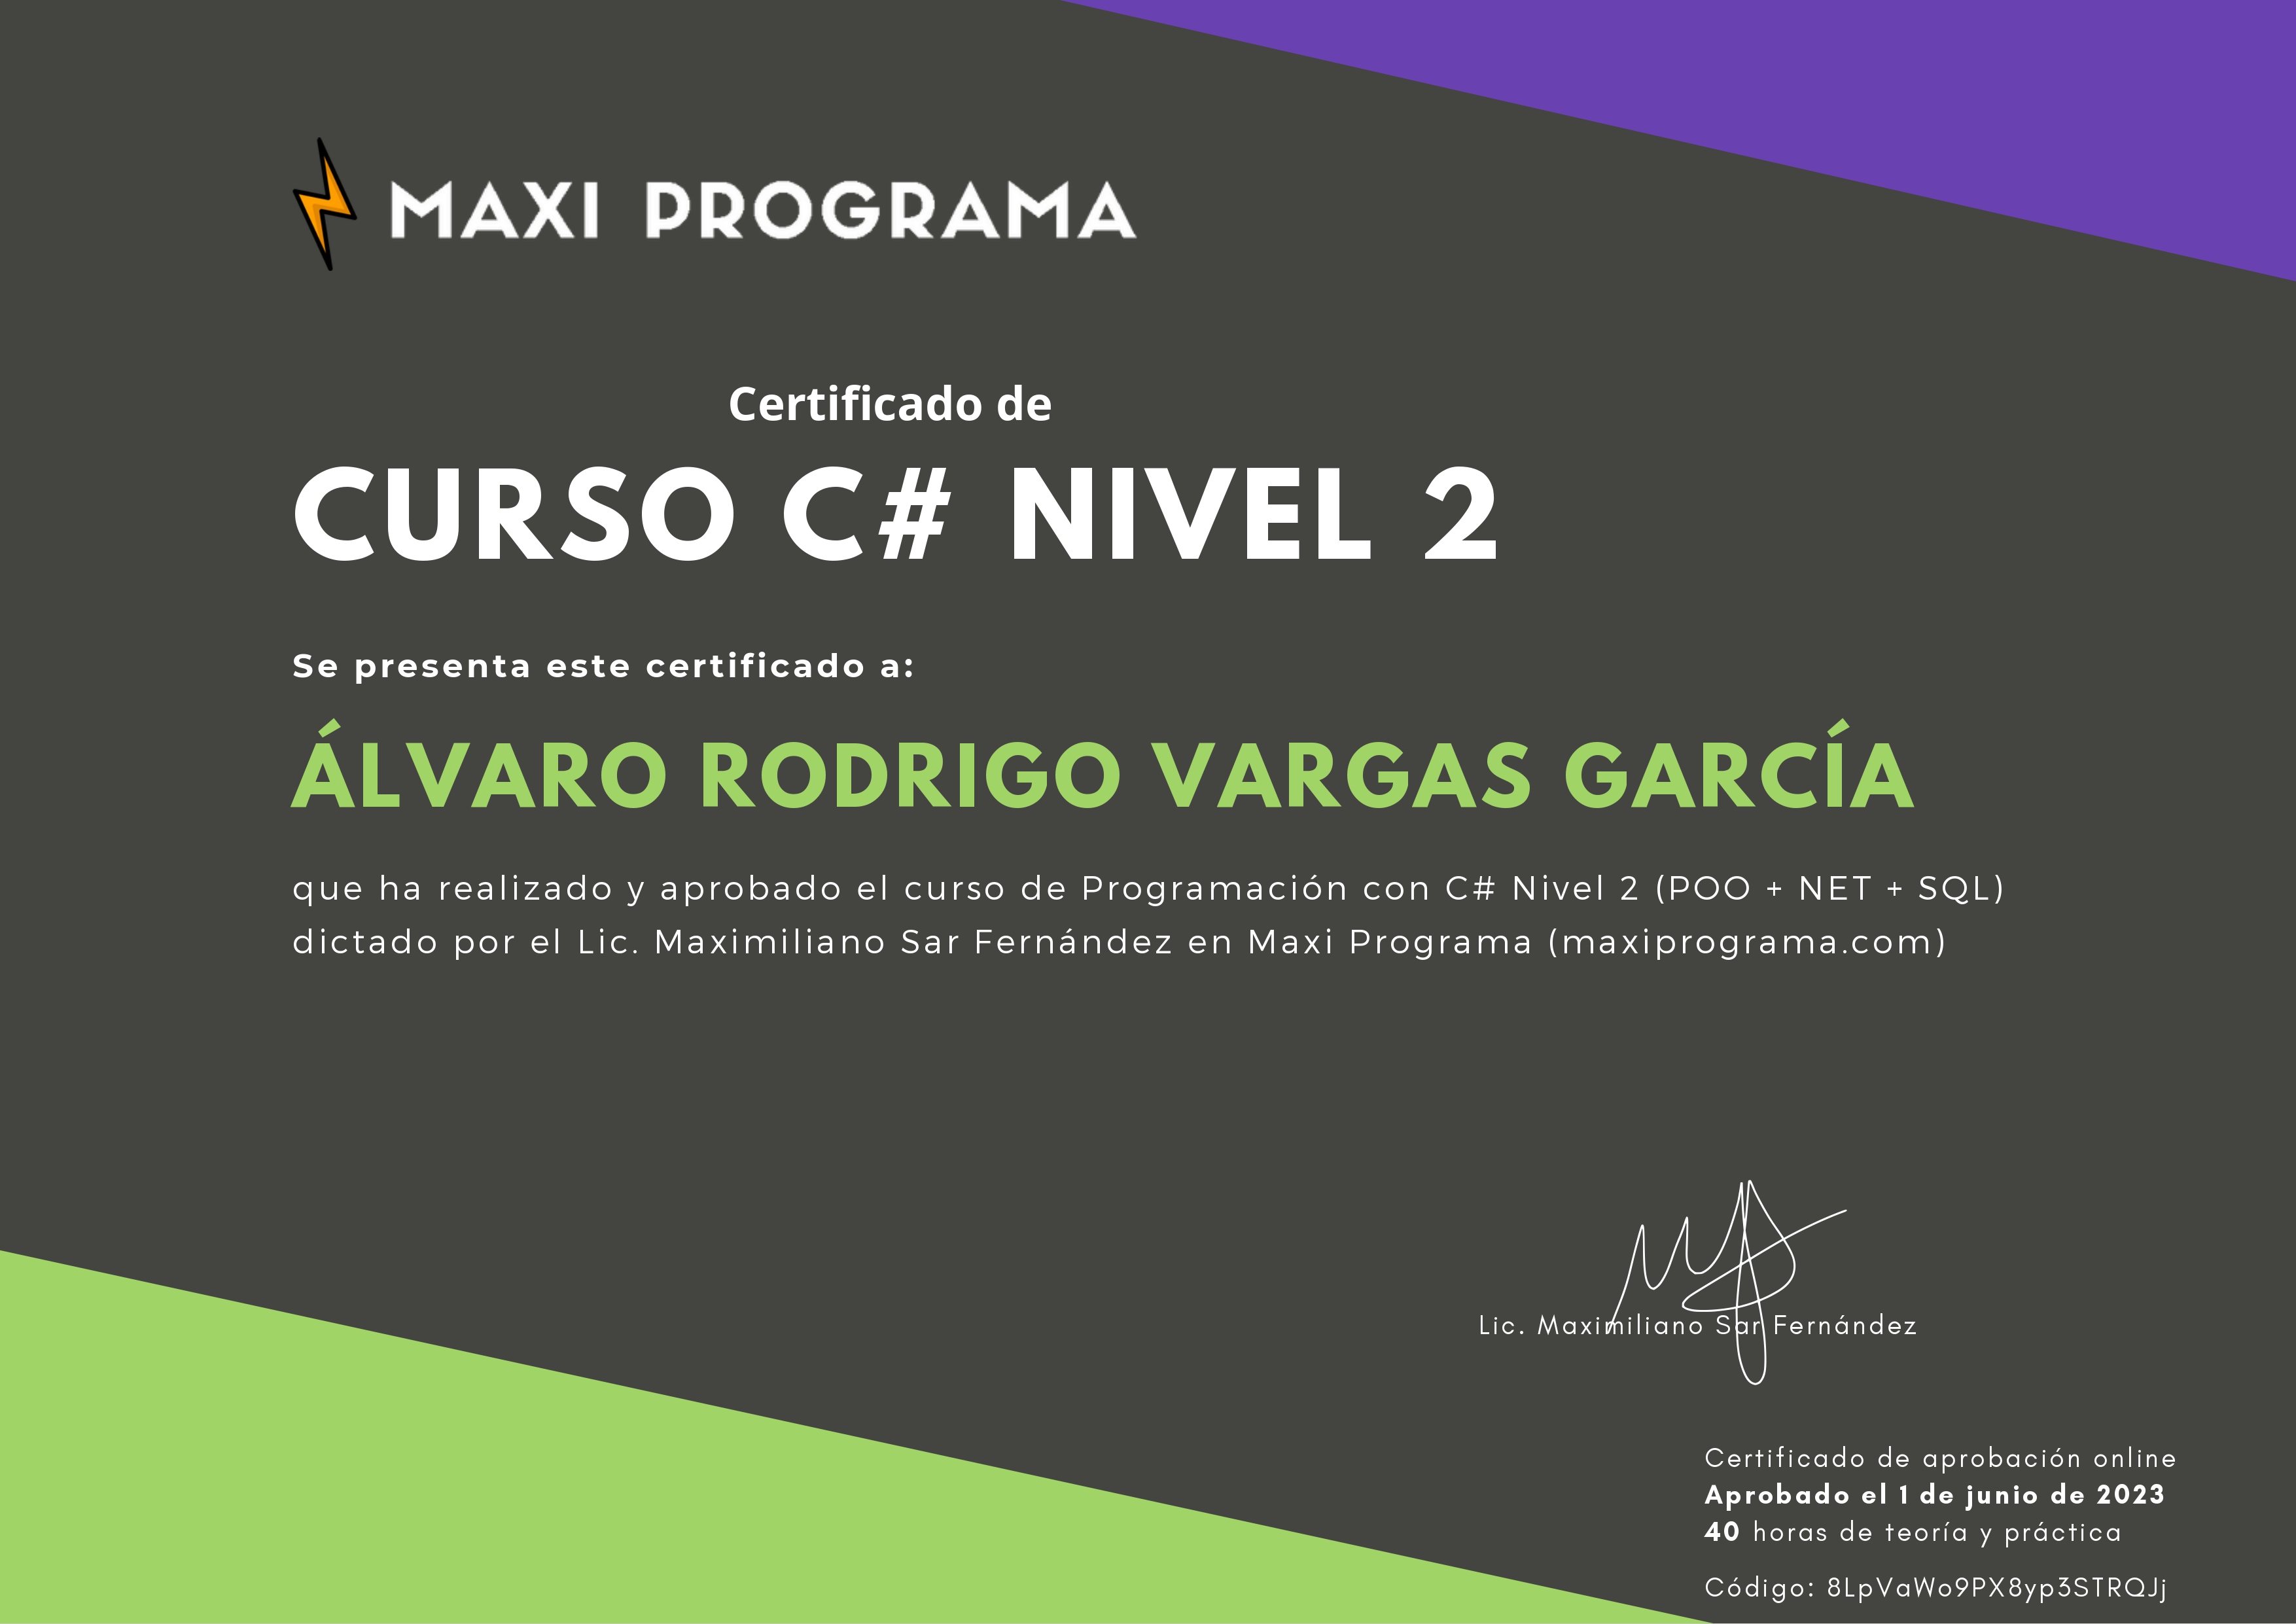 MAXI PROGRAMA
Certificado de
CURSO C# NIVEL 2
Se presenta este certificado a:
ÁLVARO RODRIGO VARGAS GARCÍA
que ha realizado y aprobado el curso de Programación con C# Nivel 2 (POO + NET + SQL)
dictado por el Lic. Maximiliano Sar Fernández en Maxi Programa (maxiprograma.com)
Lic. Maximiliano Sar Fernández
Certificado de aprobación online
Aprobado el 1 de junio de 2023
40 horas de teoría y práctica
Código: 8LpVaWo9PX8yp3STRQJj